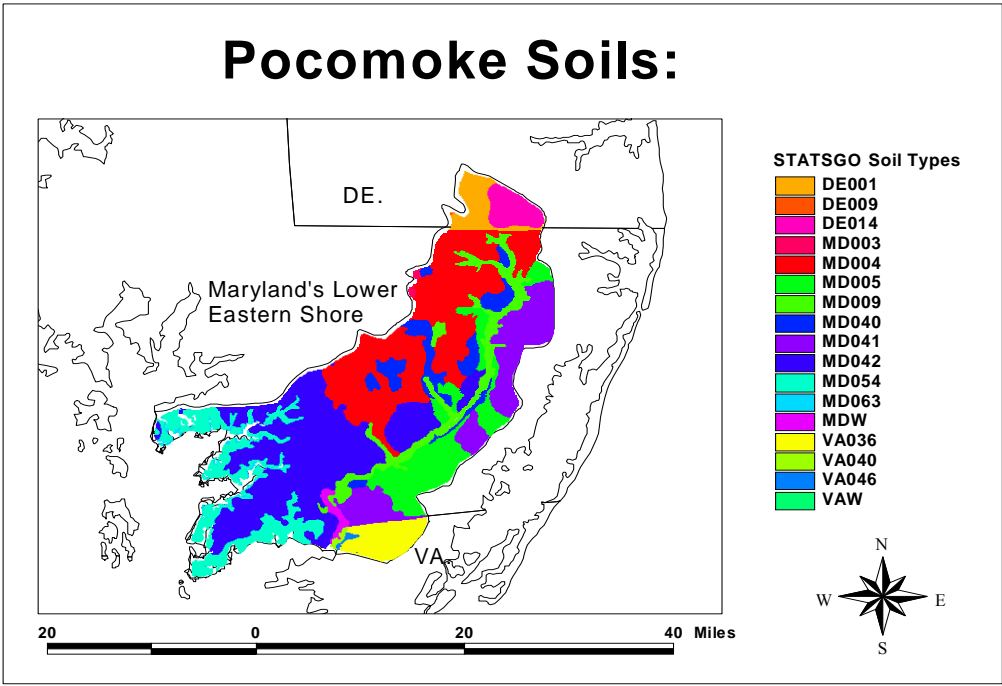 Pocomoke Soils:
DE.
Maryland's Lower
Eastern Shore
VA.
STATSGO Soil Types
DE001
DE009
DE014
MD003
MD004
MD005
MD009
MD040
MD041
MD042
MD054
MD063
MDW
VA036
VA040
VA046
VAW
N
W
E
S
20 0 20 40 Miles